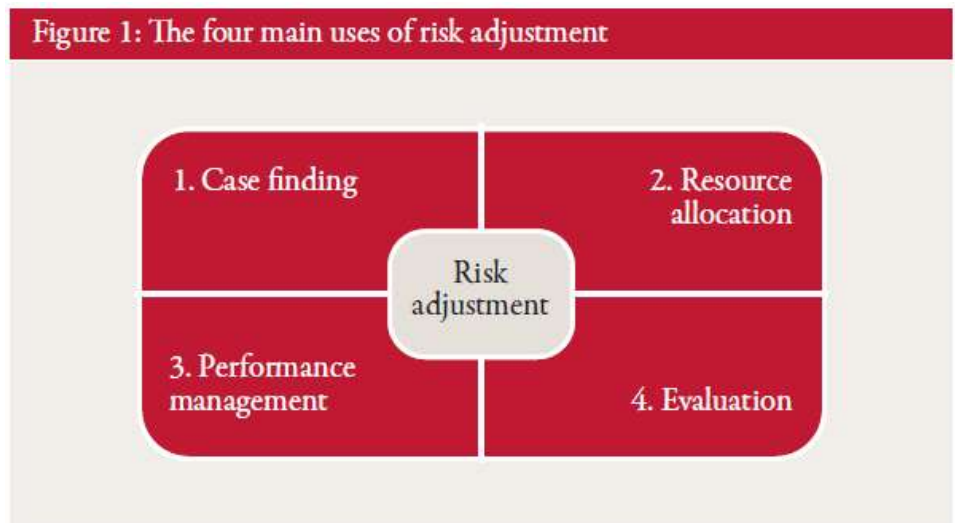 Figure 1: The four main uses of risk adjustment
1. Case finding
2. Resource
allocation
Risk
adjustment
3. Performance
management
4. Evaluation